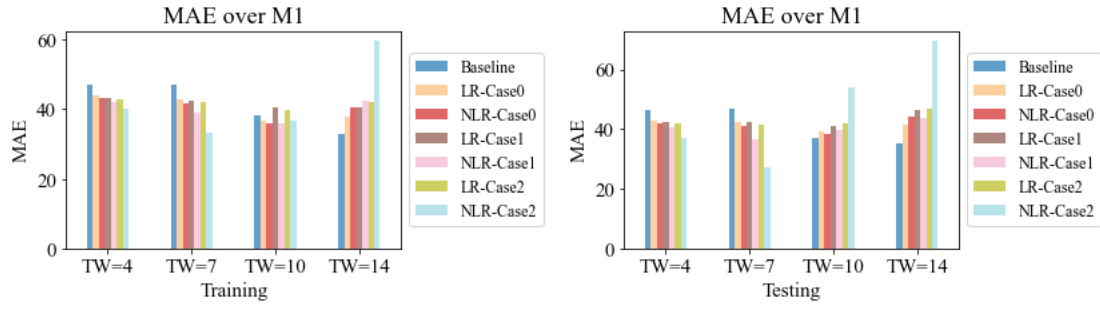 MAE over M1
60
40
20
0
MAE
TW=4 TW=7 TW=10 TW=14
Training
Baseline
LR-Case0
NLR-Case0
LR-Case1
NLR-Case1
LR-Case2
NLR-Case2
MAE over M1
60
40
20
0
MAE
TW=4 TW=7 TW=10 TW=14
Testing
Baseline
LR-Case0
NLR-Case0
LR-Case1
NLR-Case1
LR-Case2
NLR-Case2